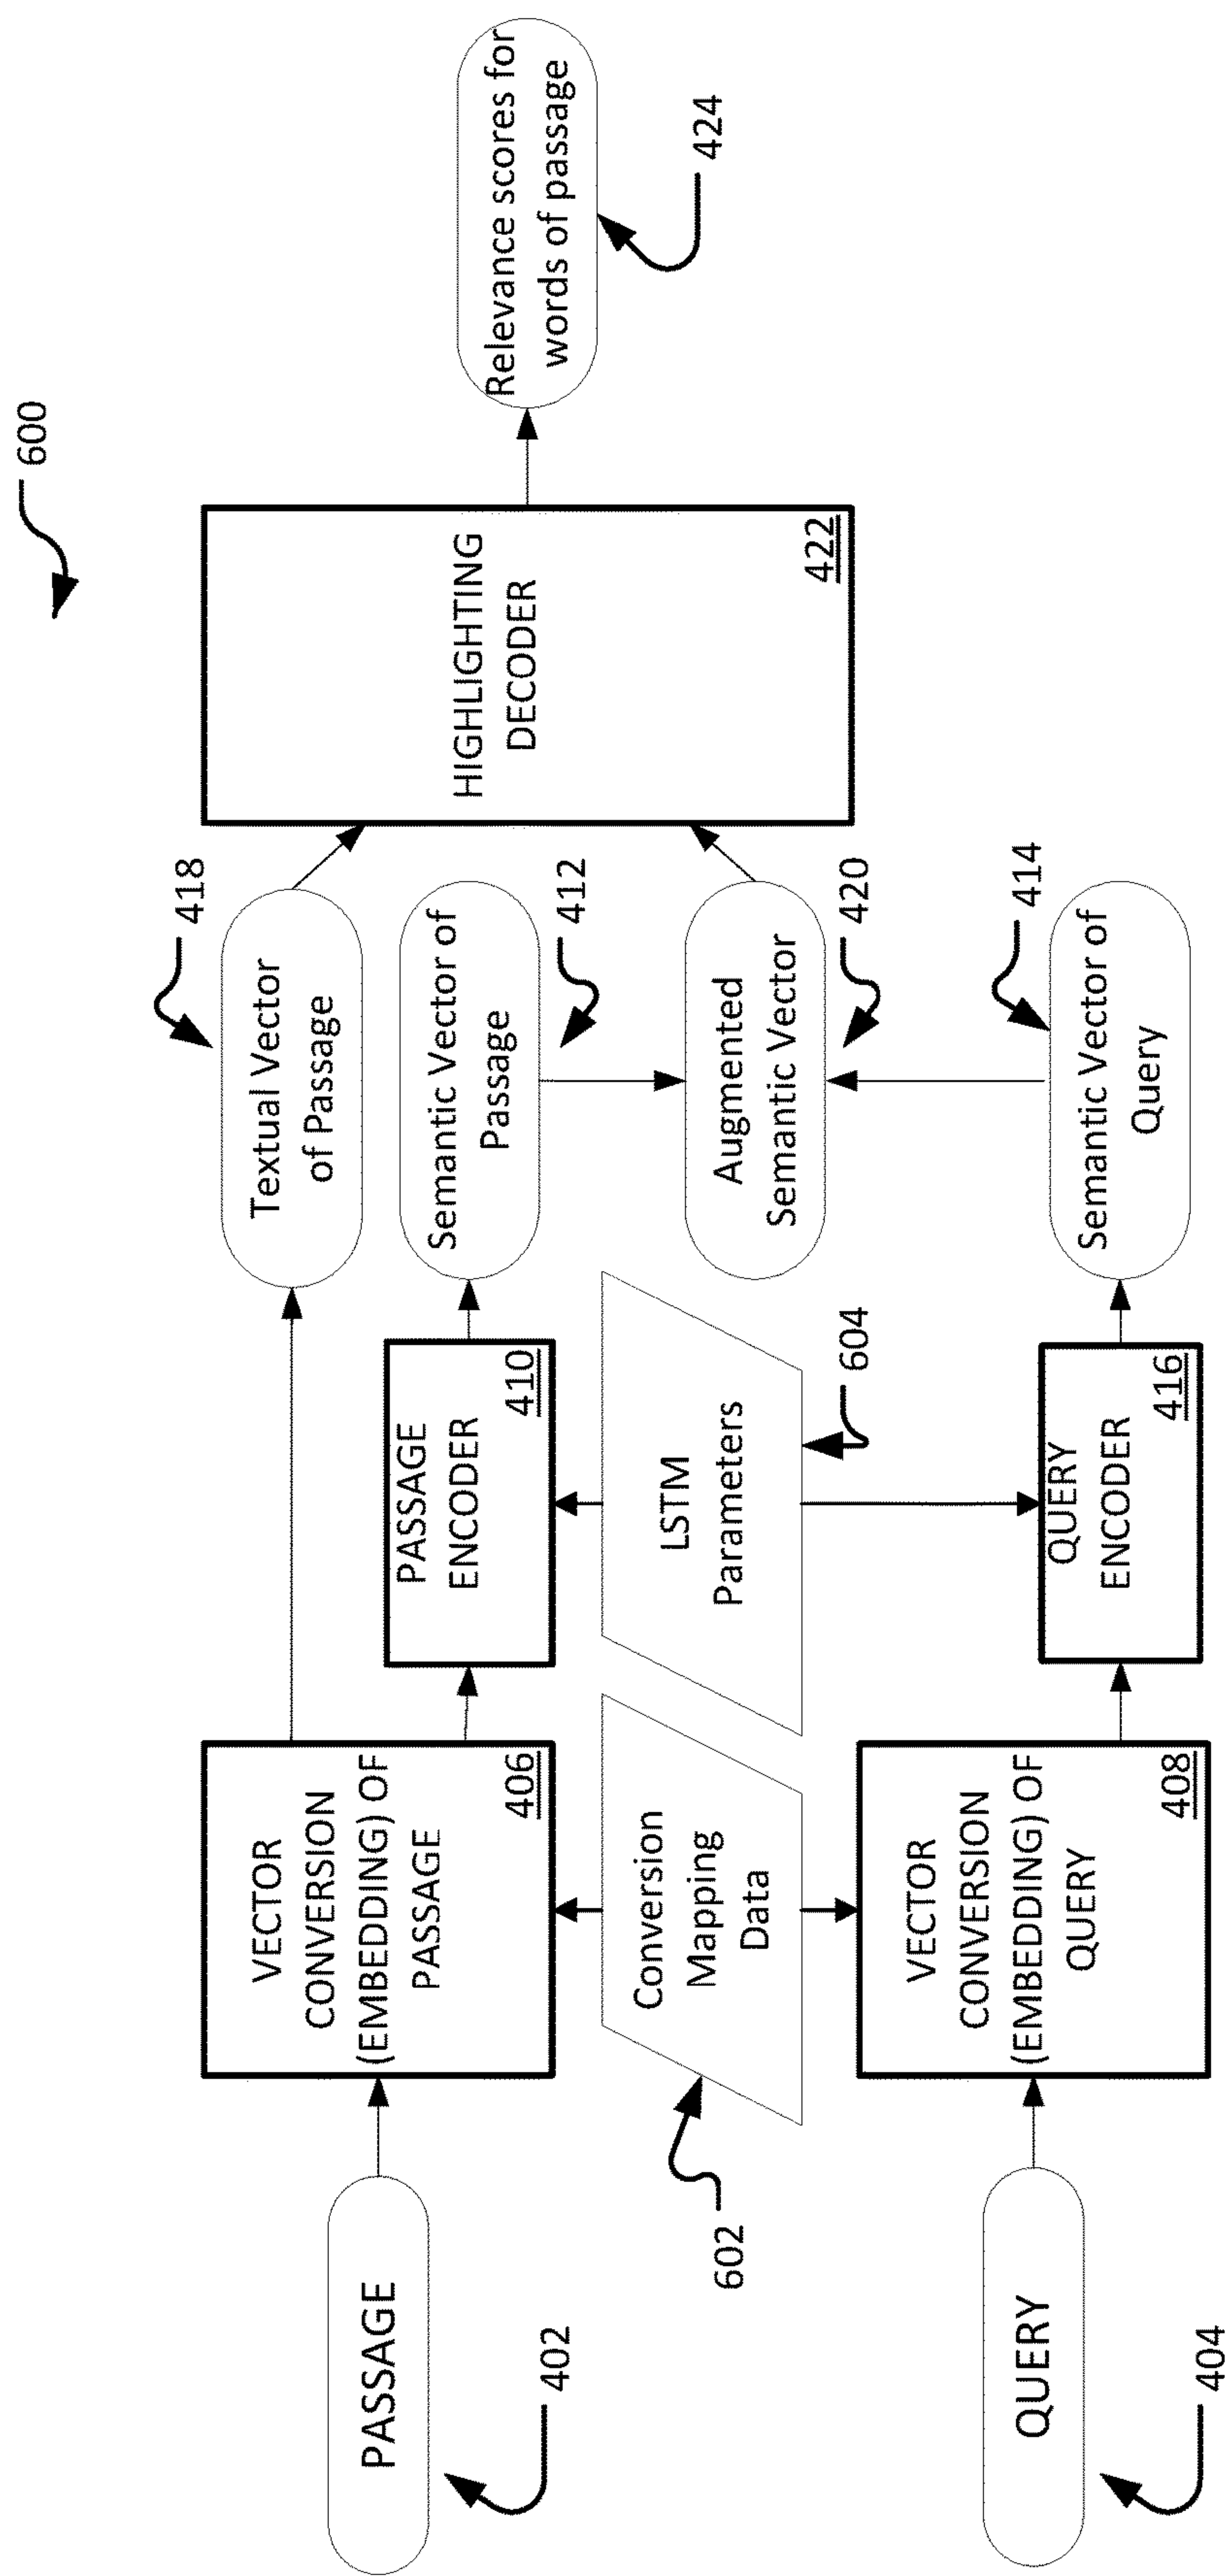 600
PASSAGE
402
VECTOR
CONVERSION
(EMBEDDING) OF
PASSAGE
406
PASSAGE
ENCODER
410
Textual Vector
of Passage
418
Semantic Vector of
Passage
412
Conversion
Mapping
Data
602
LSTM
Parameters
604
Augmented
Semantic Vector
420
HIGHLIGHTING
DECODER
422
Relevance scores for
words of passage
424
QUERY
404
VECTOR
CONVERSION
(EMBEDDING) OF
QUERY
408
QUERY
ENCODER
416
Semantic Vector of
Query
414